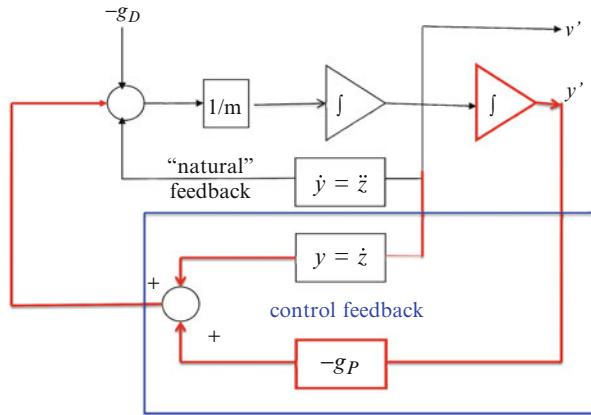 −g_D
v’
1/m
∫
∫
y’
“natural”
feedback
ẏ = z̈
y = ż
+
control feedback
+
−g_P